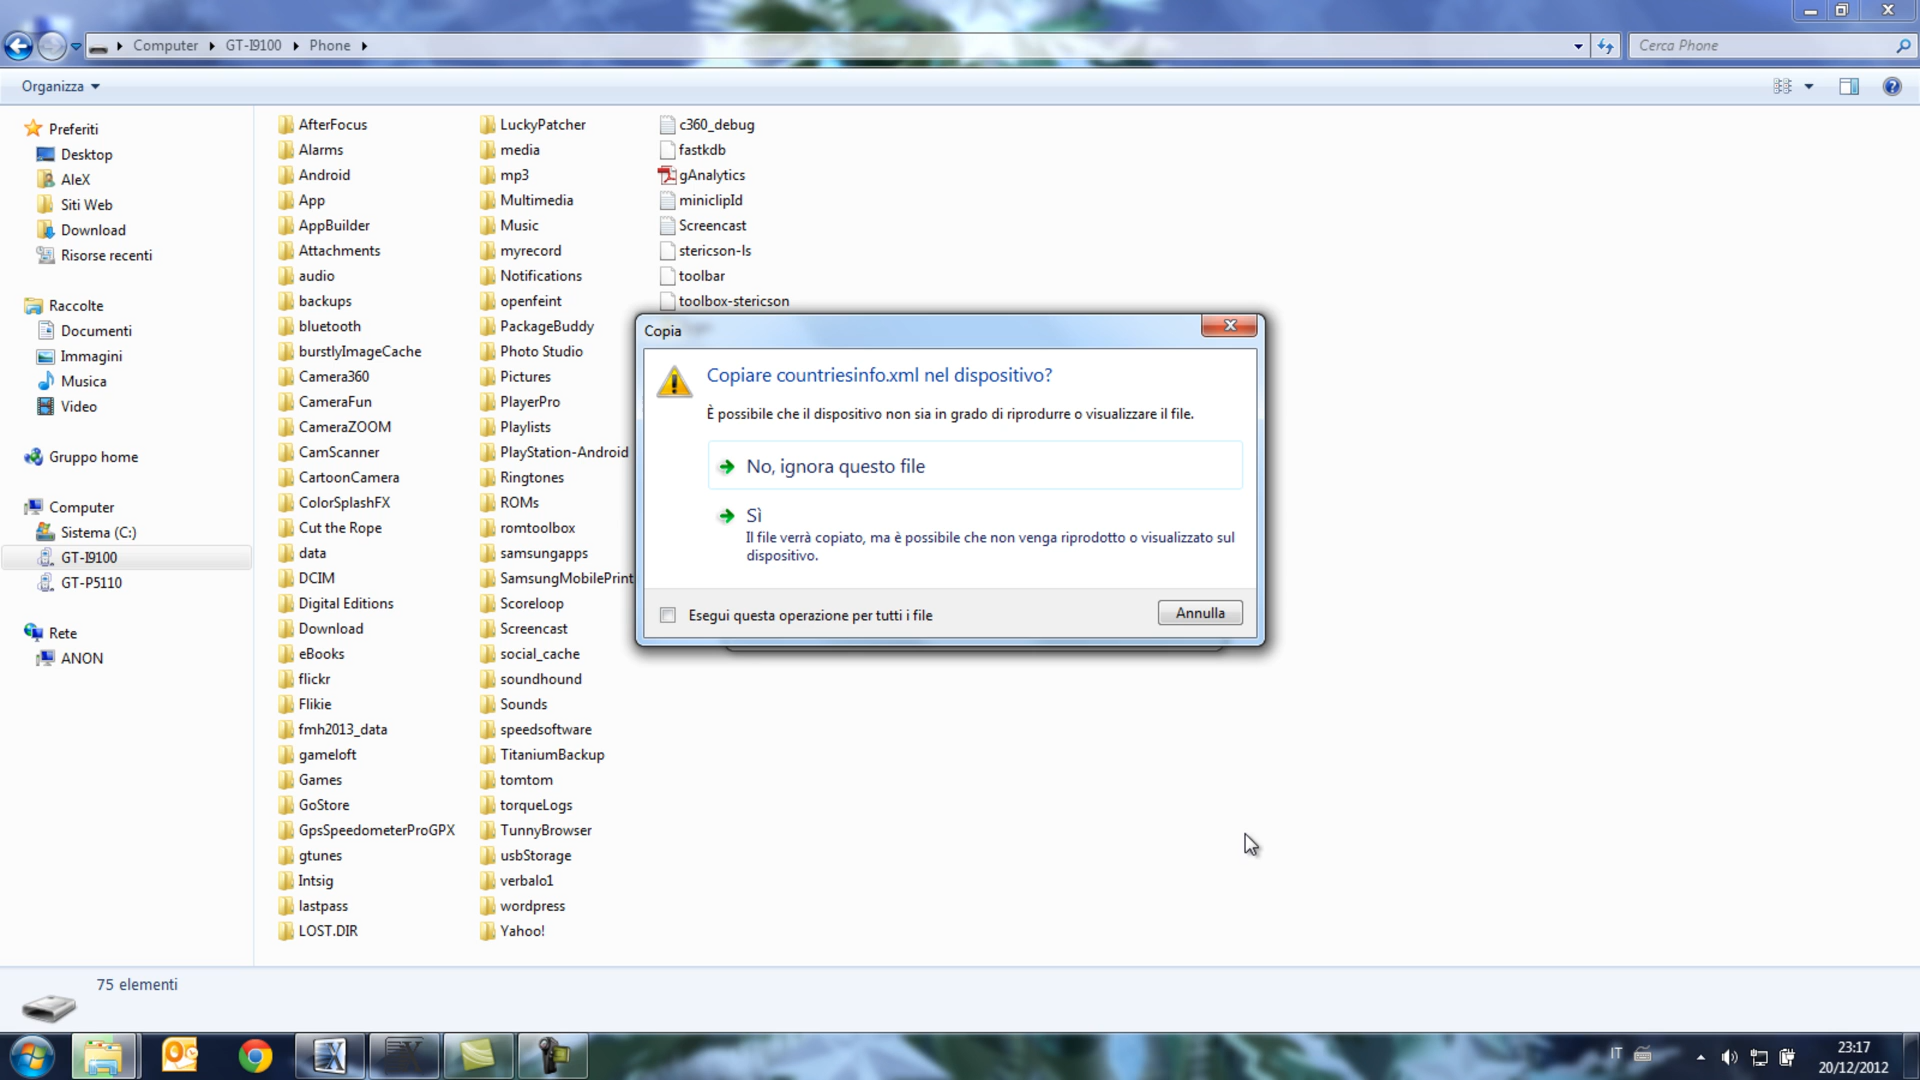 Computer GT-I9100 Phone
Cerca Phone
Organizza
Preferiti
Desktop
AleX
Siti Web
Download
Risorse recenti
Raccolte
Documenti
Immagini
Musica
Video
Gruppo home
Computer
Sistema (C:)
GT-I9100
GT-P5110
Rete
ANON
AfterFocus
Alarms
Android
App
AppBuilder
Attachments
audio
backups
bluetooth
burstlyImageCache
Camera360
CameraFun
CameraZOOM
CamScanner
CartoonCamera
ColorSplashFX
Cut the Rope
data
DCIM
Digital Editions
Download
eBooks
flickr
Flikie
fmh2013_data
gameloft
Games
GoStore
GpsSpeedometerProGPX
gtunes
Intsig
lastpass
LOST.DIR
LuckyPatcher
media
mp3
Multimedia
Music
myrecord
Notifications
openfeint
PackageBuddy
Photo Studio
Pictures
PlayerPro
Playlists
PlayStation-Android
Ringtones
ROMs
romtoolbox
samsungapps
SamsungMobilePrint
Scoreloop
Screencast
social_cache
soundhound
Sounds
speedsoftware
TitaniumBackup
tomtom
torqueLogs
TunnyBrowser
usbStorage
verbalo1
wordpress
Yahoo!
c360_debug
fastkdb
gAnalytics
miniclipId
Screencast
stericson-ls
toolbar
toolbox-stericson
Copia
Copiare countriesinfo.xml nel dispositivo?
È possibile che il dispositivo non sia in grado di riprodurre o visualizzare il file.
No, ignora questo file
Sì
Il file verrà copiato, ma è possibile che non venga riprodotto o visualizzato sul
dispositivo.
Esegui questa operazione per tutti i file
Annulla
75 elementi
IT
23:17
20/12/2012